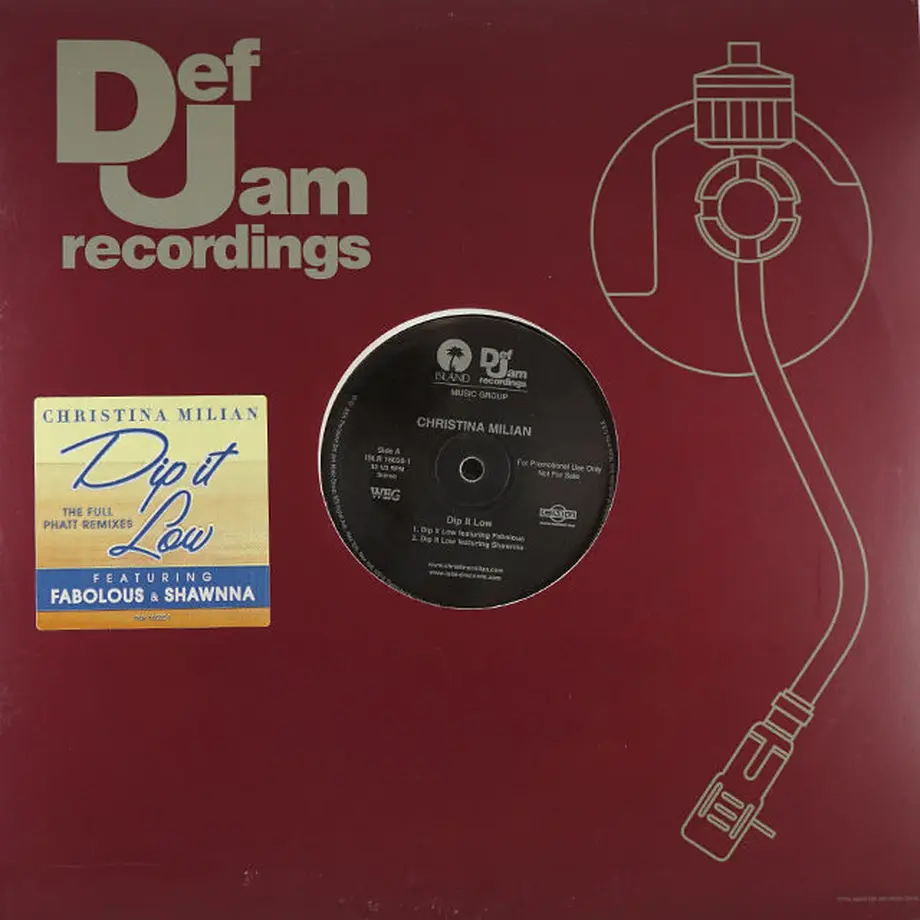 Def
Jam
recordings
ISLAND
Def
Jam
recordings
MUSIC GROUP
CHRISTINA MILIAN
Side A
33 1/3 RPM
Stereo
For Promotional Use Only
Not For Sale
Dip It Low
1. Dip It Low featuring Fabolous
2. Dip It Low featuring Shawnna
CHRISTINA MILIAN
Dip it
Low
THE FULL
PHATT REMIXES
FEATURING
FABOLOUS & SHAWNNA